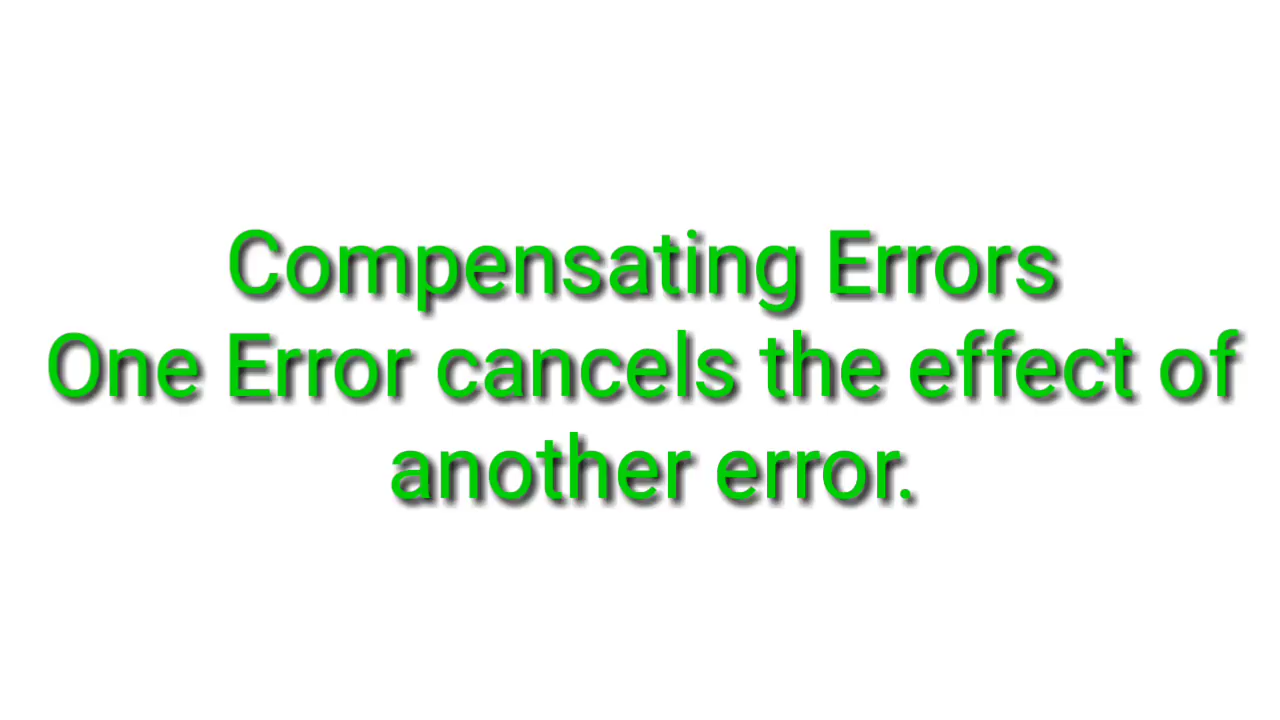 Compensating Errors
One Error cancels the effect of
another error.